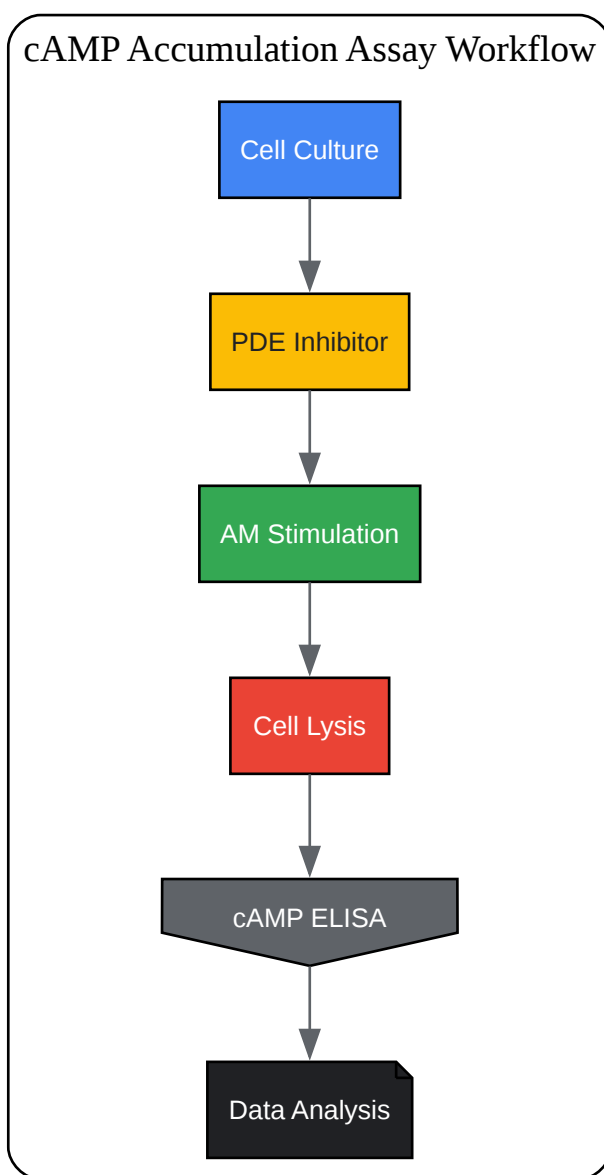 cAMP Accumulation Assay Workflow
Cell Culture
PDE Inhibitor
AM Stimulation
Cell Lysis
cAMP ELISA
Data Analysis